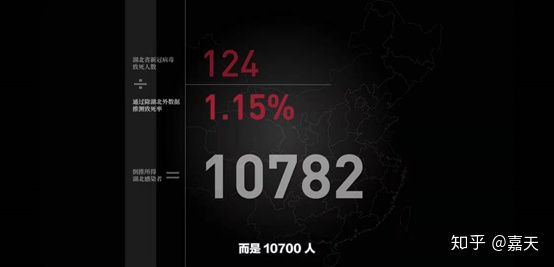 湖北省新冠病毒
致死人数
124
÷
通过除湖北外数据
推测致死率
1.15%
倒推所得
湖北感染者
=
10782
而是 10700 人
知乎 @嘉天